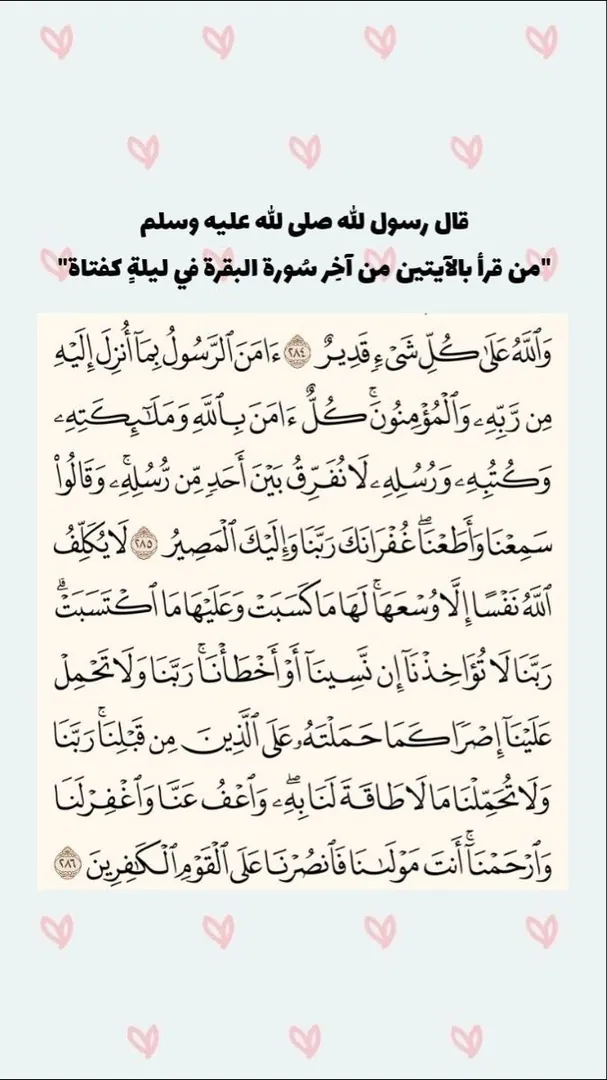 قال رسول لله صلى لله عليه وسلم
"من قرأ بالآيتين من آخِر سُورة البقرة في ليلةٍ كفتاة"
وَٱللَّهُ عَلَىٰ كُلِّ شَىْءٍ قَدِيرٌ ٢٨٤ ءَامَنَ ٱلرَّسُولُ بِمَآ أُنزِلَ إِلَيْهِ
مِن رَّبِّهِۦ وَٱلْمُؤْمِنُونَۚ كُلٌّ ءَامَنَ بِٱللَّهِ وَمَلَـٰٓئِكَتِهِۦ
وَكُتُبِهِۦ وَرُسُلِهِۦ لَا نُفَرِّقُ بَيْنَ أَحَدٍ مِّن رُّسُلِهِۦۚ وَقَالُوا۟
سَمِعْنَا وَأَطَعْنَاۖ غُفْرَانَكَ رَبَّنَا وَإِلَيْكَ ٱلْمَصِيرُ ٢٨٥ لَا يُكَلِّفُ
ٱللَّهُ نَفْسًا إِلَّا وُسْعَهَاۚ لَهَا مَا كَسَبَتْ وَعَلَيْهَا مَا ٱكْتَسَبَتْۗ
رَبَّنَا لَا تُؤَاخِذْنَآ إِن نَّسِينَآ أَوْ أَخْطَأْنَاۚ رَبَّنَا وَلَا تَحْمِلْ
عَلَيْنَآ إِصْرًا كَمَا حَمَلْتَهُۥ عَلَى ٱلَّذِينَ مِن قَبْلِنَاۚ رَبَّنَا
وَلَا تُحَمِّلْنَا مَا لَا طَاقَةَ لَنَا بِهِۦۖ وَٱعْفُ عَنَّا وَٱغْفِرْ لَنَا
وَٱرْحَمْنَآۚ أَنتَ مَوْلَىٰنَا فَٱنصُرْنَا عَلَى ٱلْقَوْمِ ٱلْكَـٰفِرِينَ ٢٨٦